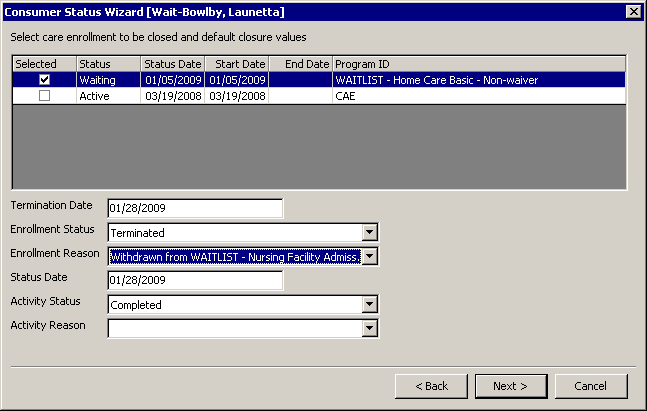 Consumer Status Wizard [Wait-Bowlby, Launetta]
Select care enrollment to be closed and default closure values
Selected Status Status Date Start Date End Date Program ID
Waiting 01/05/2009 01/05/2009 WAITLIST - Home Care Basic - Non-waiver
Active 03/19/2008 03/19/2008 CAE
Termination Date 01/28/2009
Enrollment Status Terminated
Enrollment Reason Withdrawn from WAITLIST - Nursing Facility Admiss.
Status Date 01/28/2009
Activity Status Completed
Activity Reason
< Back Next > Cancel